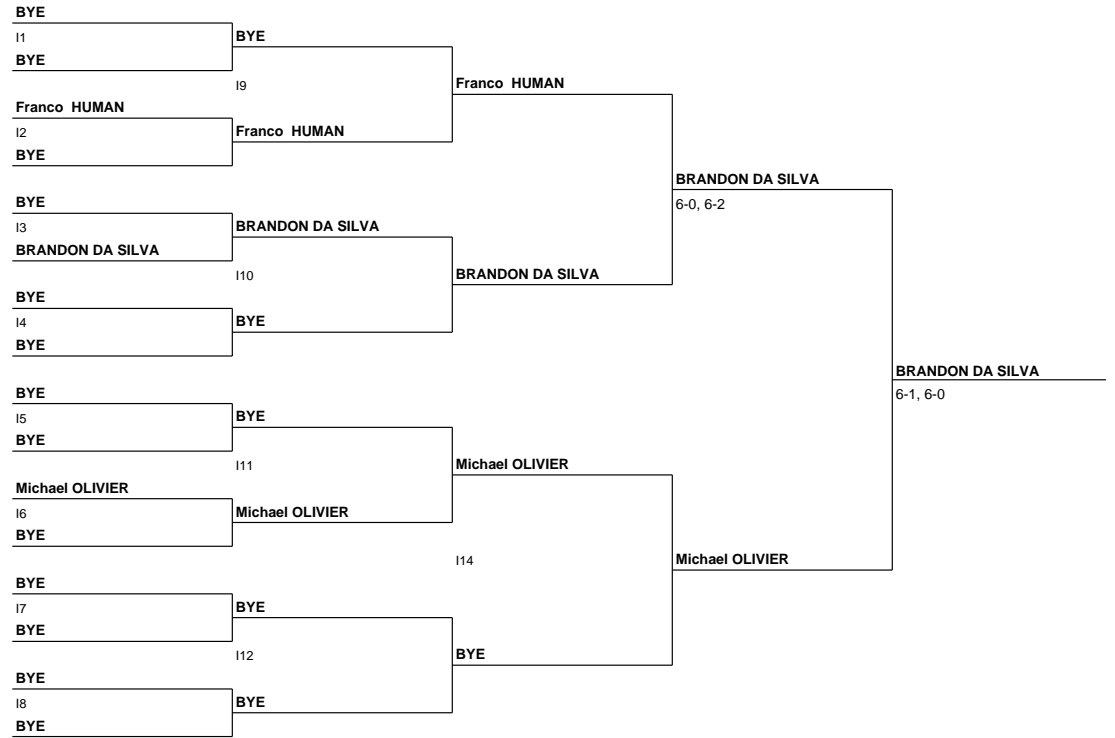 BYE
I1
BYE
BYE
I9
Franco HUMAN
Franco HUMAN
I2
Franco HUMAN
BYE
BRANDON DA SILVA
6-0, 6-2
BYE
I3
BRANDON DA SILVA
BRANDON DA SILVA
I10
BRANDON DA SILVA
BYE
I4
BYE
BYE
BRANDON DA SILVA
6-1, 6-0
BYE
I5
BYE
BYE
I11
Michael OLIVIER
Michael OLIVIER
I6
Michael OLIVIER
BYE
I14
Michael OLIVIER
BYE
I7
BYE
BYE
I12
BYE
BYE
I8
BYE
BYE